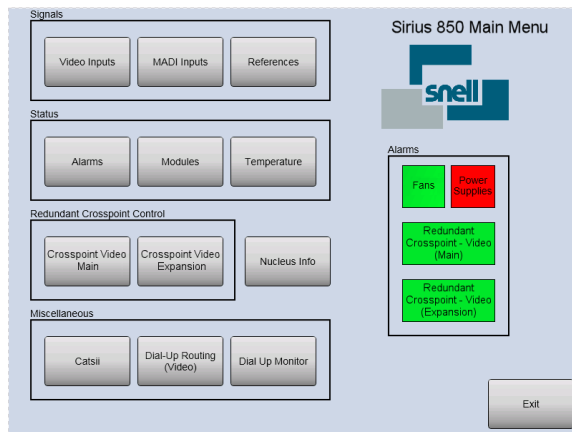 Signals
Video Inputs
MADI Inputs
References
Status
Alarms
Modules
Temperature
Redundant Crosspoint Control
Crosspoint Video
Main
Crosspoint Video
Expansion
Nucleus Info
Miscellaneous
Catsii
Dial-Up Routing
(Video)
Dial Up Monitor
Sirius 850 Main Menu
snell
Alarms
Fans
Power
Supplies
Redundant
Crosspoint - Video
(Main)
Redundant
Crosspoint - Video
(Expansion)
Exit